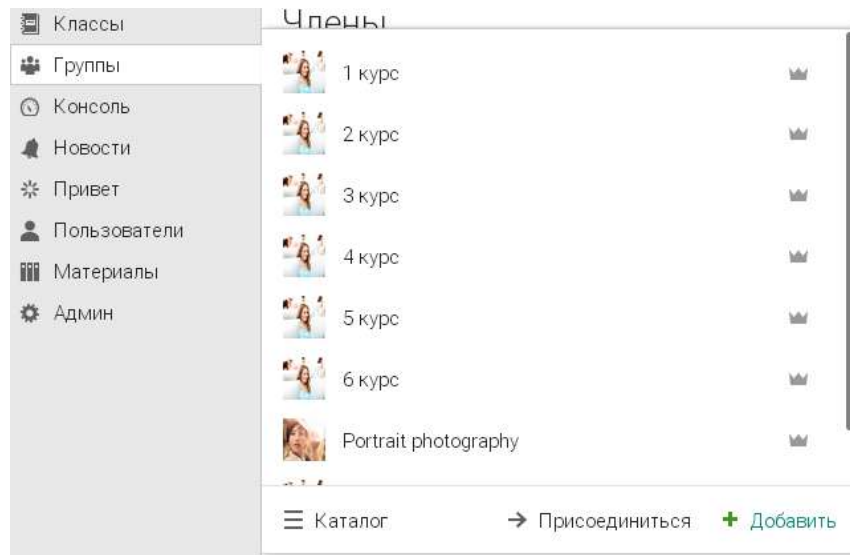 Классы
Группы
Консоль
Новости
Привет
Пользователи
Материалы
Админ
Члены
1 курс
2 курс
3 курс
4 курс
5 курс
6 курс
Portrait photography
Каталог
Присоединиться
Добавить